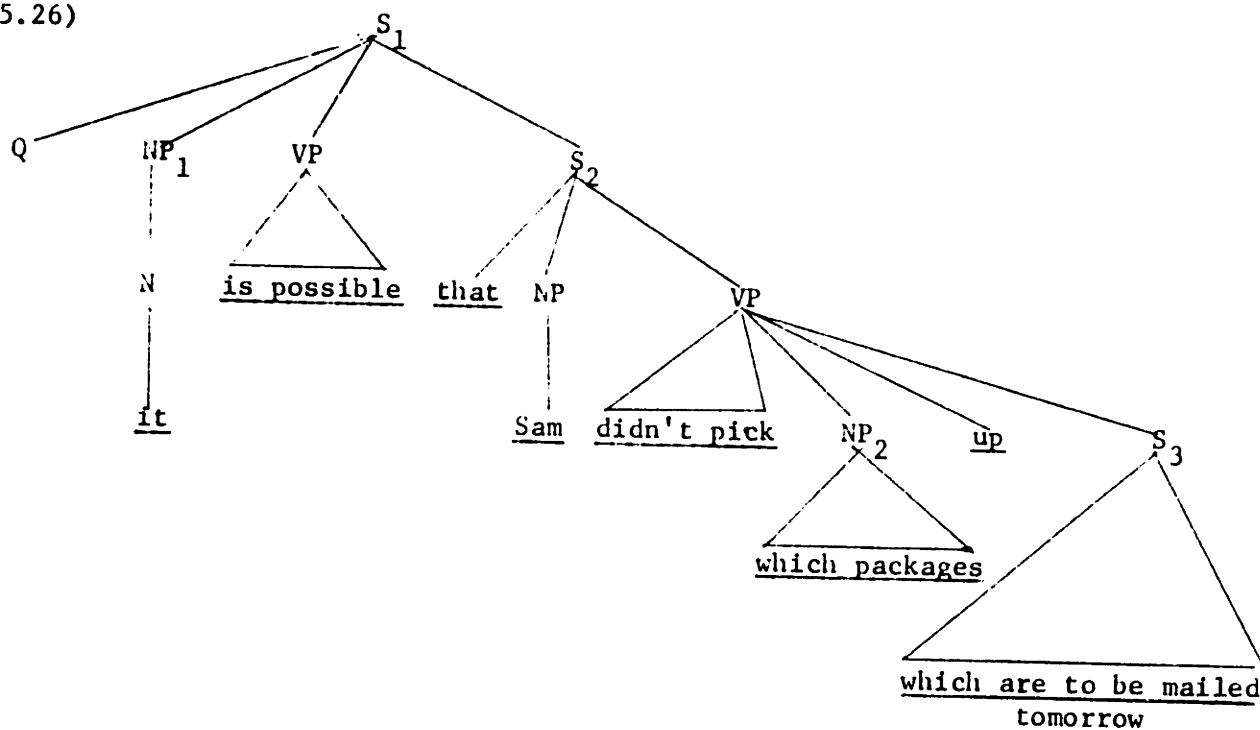 5.26)
S1
Q NP1 VP S2
N is possible that NP VP
it Sam didn't pick NP2 up S3
which packages
which are to be mailed
tomorrow